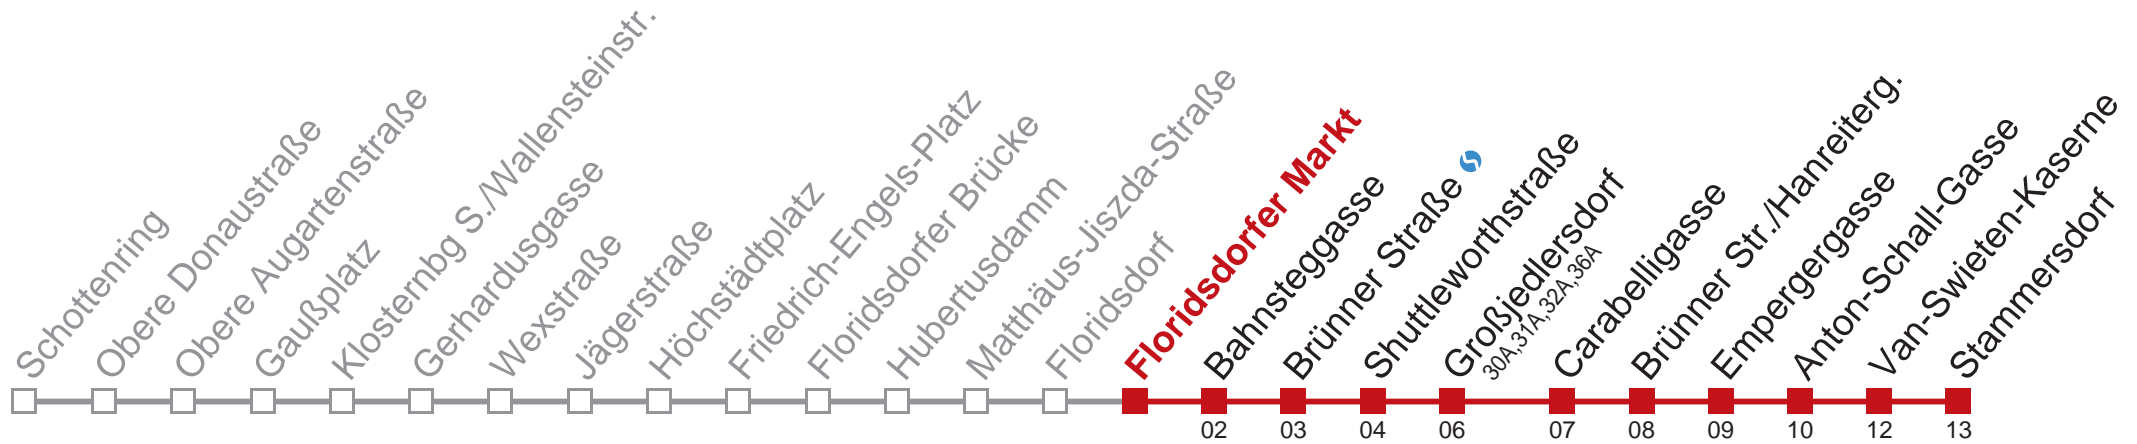 Schottenring
Obere Donaustraße
Obere Augartenstraße
Gaußplatz
Klosternbg S./Wallensteinstr.
Gerhardusgasse
Wexstraße
Jägerstraße
Höchstädtplatz
Friedrich-Engels-Platz
Floridsdorfer Brücke
Hubertusdamm
Matthäus-Jiszda-Straße
Floridsdorf
Floridsdorfer Markt
Bahnsteggasse
Brünner Straße
Shuttleworthstraße
Großjedlersdorf
30A,31A,32A,36A
Carabelligasse
Brünner Str./Hanreiterg.
Empergergasse
Anton-Schall-Gasse
Van-Swieten-Kaserne
Stammersdorf
02 03 04 06 07 08 09 10 12 13